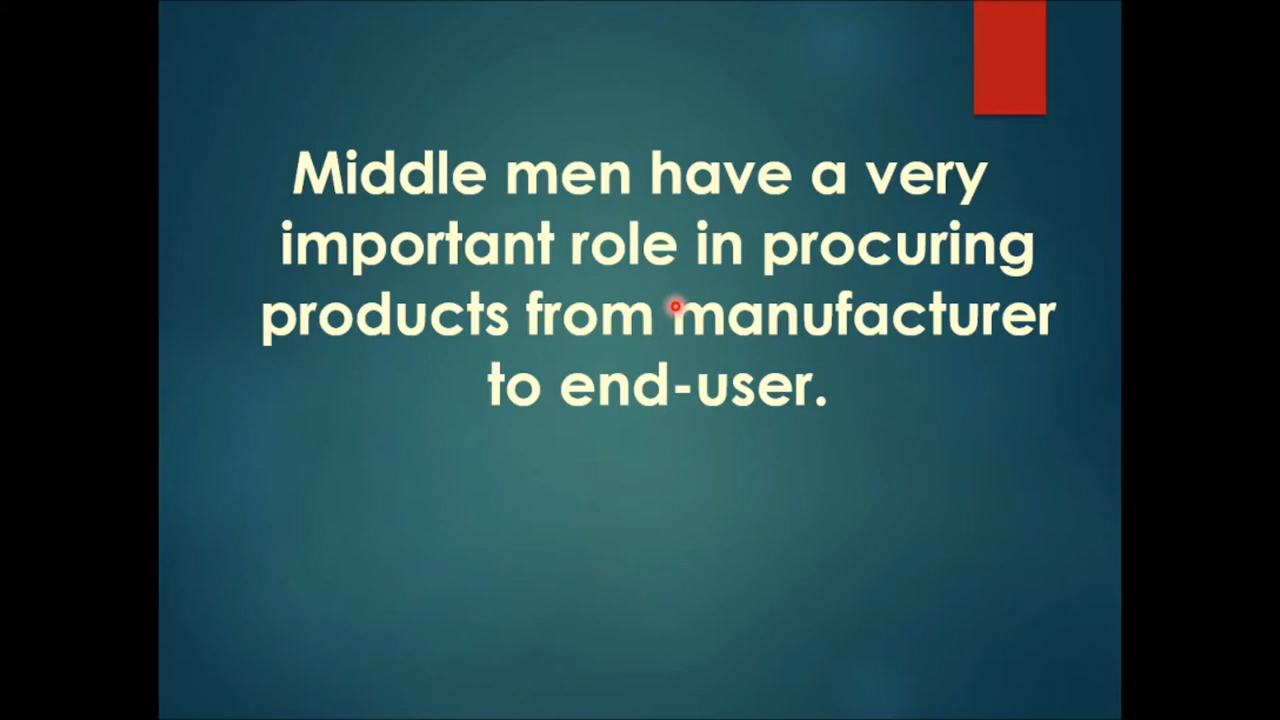 Middle men have a very
important role in procuring
products from manufacturer
to end-user.